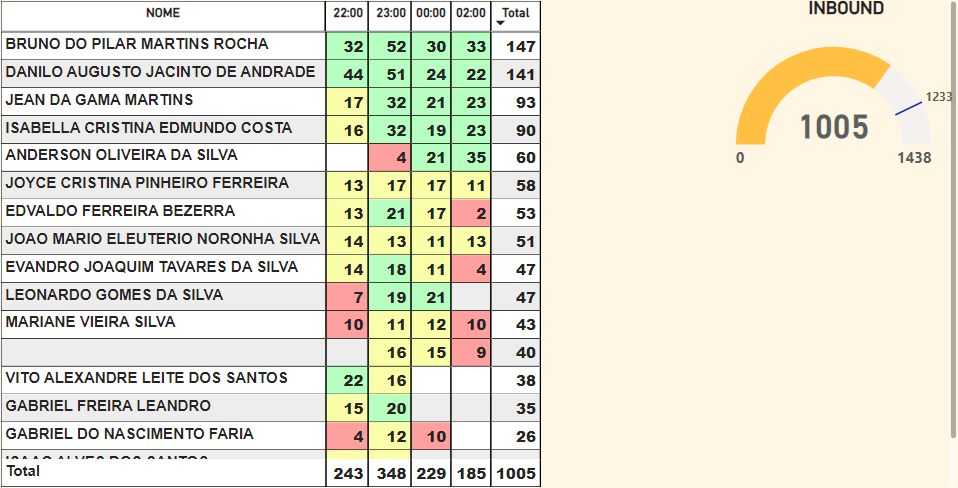 NOME 22:00 23:00 00:00 02:00 Total
BRUNO DO PILAR MARTINS ROCHA 32 52 30 33 147
DANILO AUGUSTO JACINTO DE ANDRADE 44 51 24 22 141
JEAN DA GAMA MARTINS 17 32 21 23 93
ISABELLA CRISTINA EDMUNDO COSTA 16 32 19 23 90
ANDERSON OLIVEIRA DA SILVA 4 21 35 60
JOYCE CRISTINA PINHEIRO FERREIRA 13 17 17 11 58
EDVALDO FERREIRA BEZERRA 13 21 17 2 53
JOAO MARIO ELEUTERIO NORONHA SILVA 14 13 11 13 51
EVANDRO JOAQUIM TAVARES DA SILVA 14 18 11 4 47
LEONARDO GOMES DA SILVA 7 19 21 47
MARIANE VIEIRA SILVA 10 11 12 10 43
16 15 9 40
VITO ALEXANDRE LEITE DOS SANTOS 22 16 38
GABRIEL FREIRA LEANDRO 15 20 35
GABRIEL DO NASCIMENTO FARIA 4 12 10 26
Total 243 348 229 185 1005
INBOUND
1233
1005
0 1438